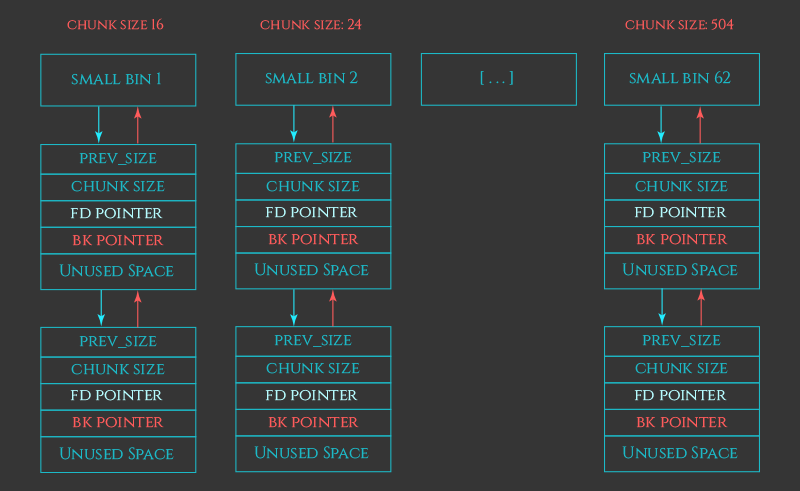 CHUNK SIZE 16
CHUNK SIZE: 24
CHUNK SIZE: 504
SMALL BIN 1
SMALL BIN 2
[ . . . ]
SMALL BIN 62
PREV_SIZE
CHUNK SIZE
FD POINTER
BK POINTER
UNUSED SPACE
PREV_SIZE
CHUNK SIZE
FD POINTER
BK POINTER
UNUSED SPACE
PREV_SIZE
CHUNK SIZE
FD POINTER
BK POINTER
UNUSED SPACE
PREV_SIZE
CHUNK SIZE
FD POINTER
BK POINTER
UNUSED SPACE
PREV_SIZE
CHUNK SIZE
FD POINTER
BK POINTER
UNUSED SPACE
PREV_SIZE
CHUNK SIZE
FD POINTER
BK POINTER
UNUSED SPACE